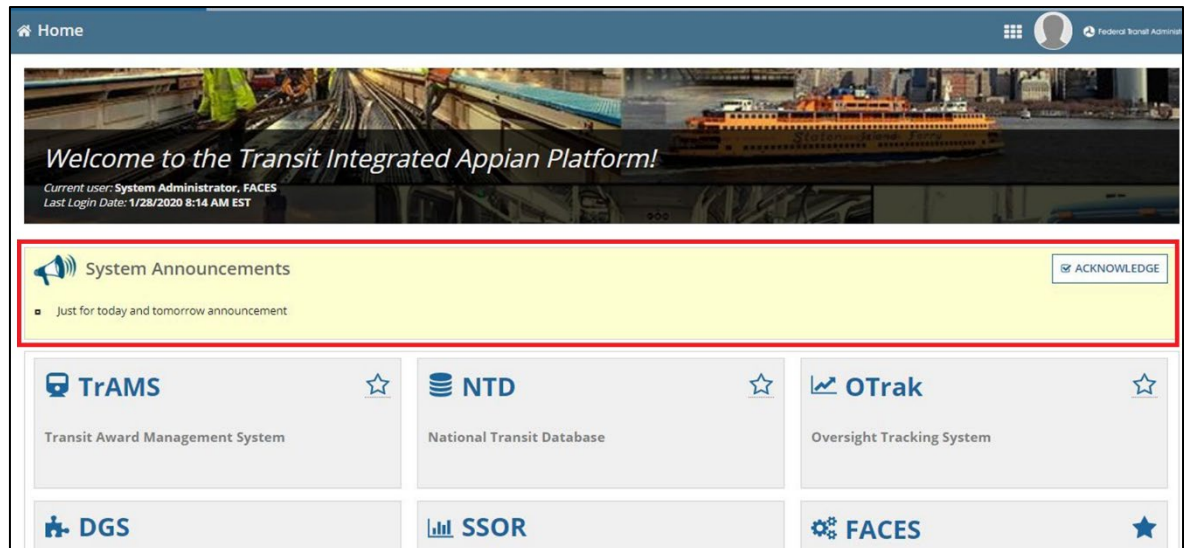 Home
Federal Transit Adminis
Welcome to the Transit Integrated Appian Platform!
Current user: System Administrator, FACES
Last Login Date: 1/28/2020 8:14 AM EST
System Announcements
ACKNOWLEDGE
Just for today and tomorrow announcement
TrAMS
Transit Award Management System
NTD
National Transit Database
OTrak
Oversight Tracking System
DGS
SSOR
FACES